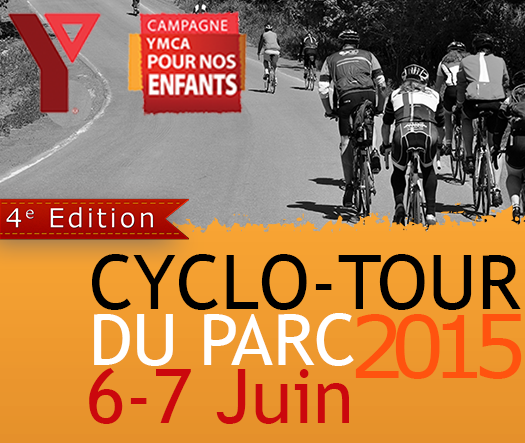 Y
CAMPAGNE
YMCA
POUR NOS
ENFANTS
4e Edition
CYCLO-TOUR
DU PARC 2015
6-7 Juin